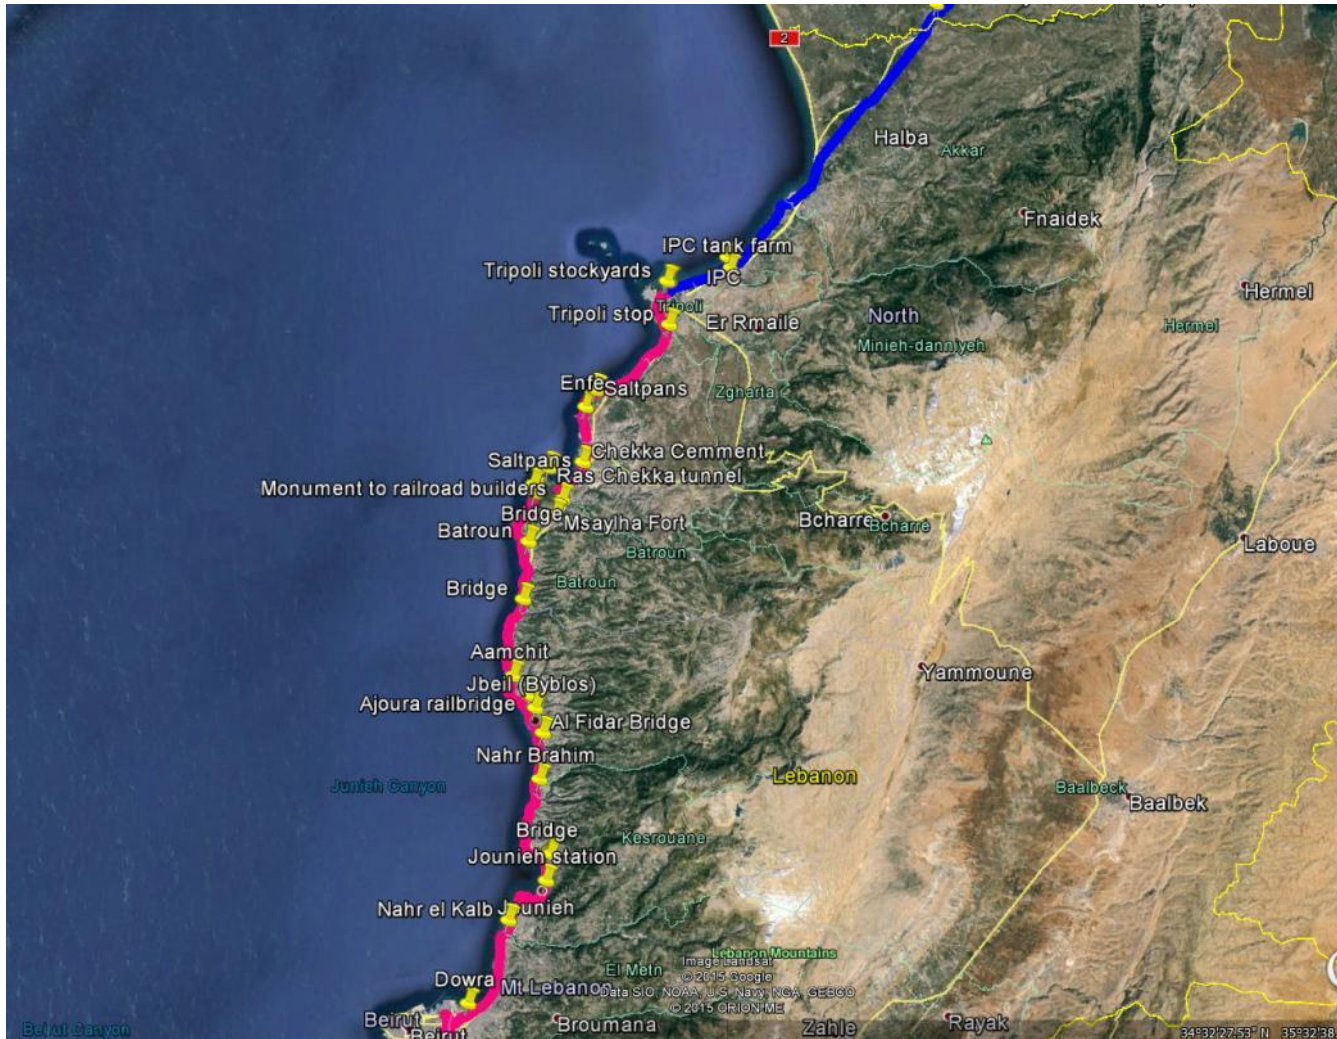 2
Halba
Akkar
Fnaidek
IPC tank farm
Tripoli stockyards
IPC
Hermel
Tripoli
Tripoli stop
Er Rmaile
North
Hermel
Minieh-danniyeh
Enfe
Saltpans
Zgharta
Chekka Cemment
Saltpans
Ras Chekka tunnel
Monument to railroad builders
Bridge
Msaylha Fort
Bcharre
Bcharre
Batroun
Laboue
Batroun
Bridge
Batroun
Aamchit
Yammoune
Jbeil (Byblos)
Ajoura railbridge
Al Fidar Bridge
Nahr Brahim
Lebanon
Junieh Canyon
Baalbeck
Baalbek
Bridge
Kesrouane
Jounieh station
Nahr el Kalb
Jounieh
Lebanon Mountains
Image Landsat
El Metn
© 2015 Google
Dowra
Mt Lebanon
Data SIO, NOAA, U.S. Navy, NGA, GEBCO
© 2015 ORION-ME
Beirut
Beirut Canyon
Beirut
Broumana
Zahle
Rayak
34°32'27.53" N 35°32'38